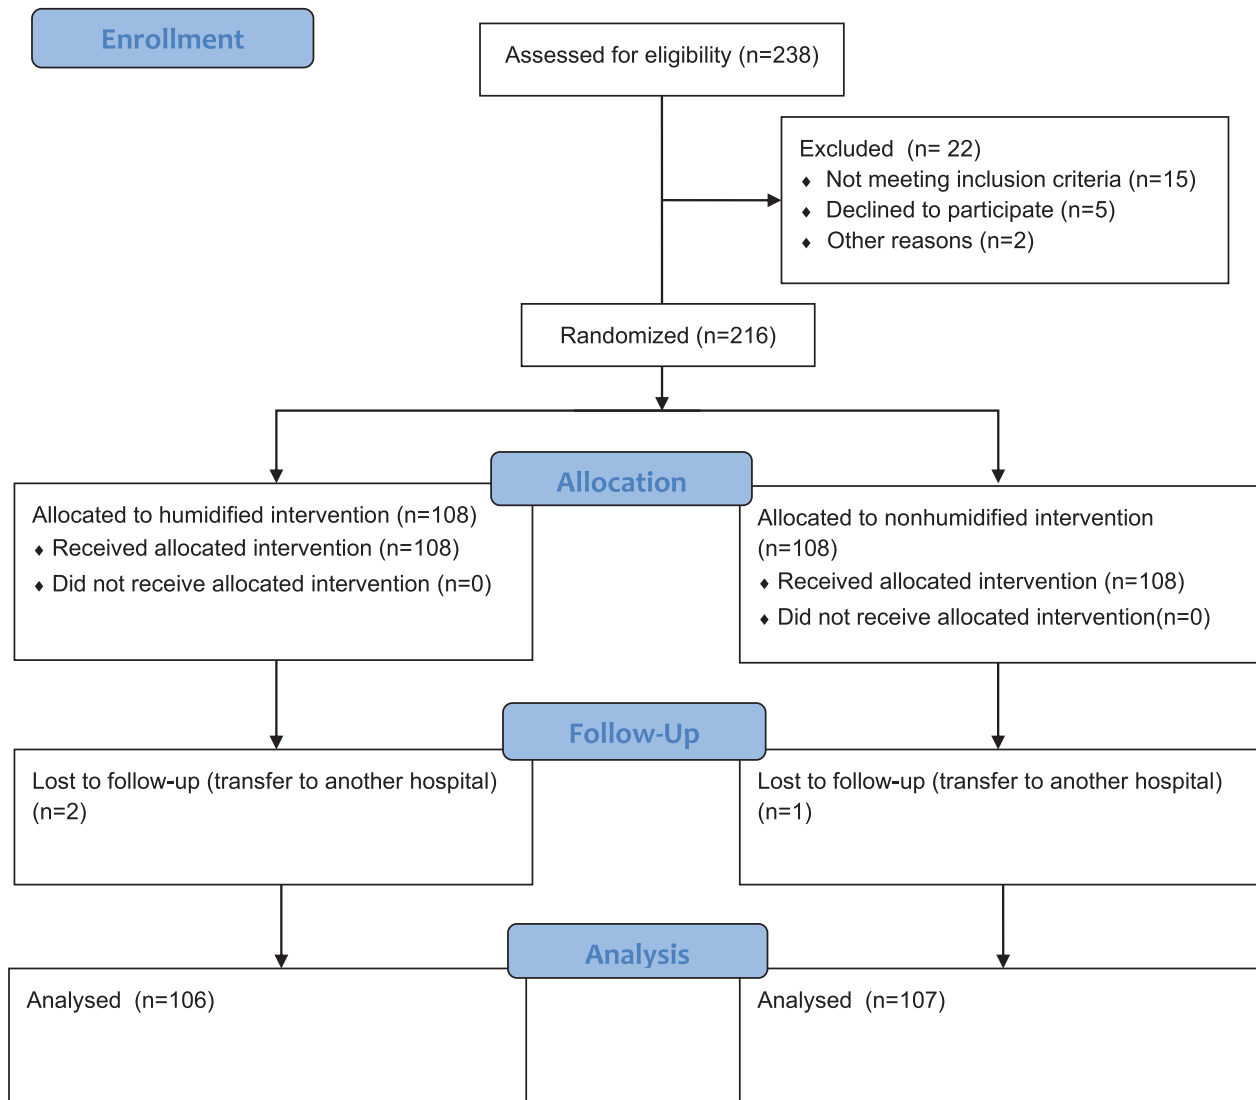 Enrollment
Assessed for eligibility (n=238)
Excluded (n= 22)
♦ Not meeting inclusion criteria (n=15)
♦ Declined to participate (n=5)
♦ Other reasons (n=2)
Randomized (n=216)
Allocation
Allocated to humidified intervention (n=108)
♦ Received allocated intervention (n=108)
♦ Did not receive allocated intervention (n=0)
Allocated to nonhumidified intervention
(n=108)
♦ Received allocated intervention (n=108)
♦ Did not receive allocated intervention(n=0)
Follow-Up
Lost to follow-up (transfer to another hospital)
(n=2)
Lost to follow-up (transfer to another hospital)
(n=1)
Analysis
Analysed (n=106)
Analysed (n=107)